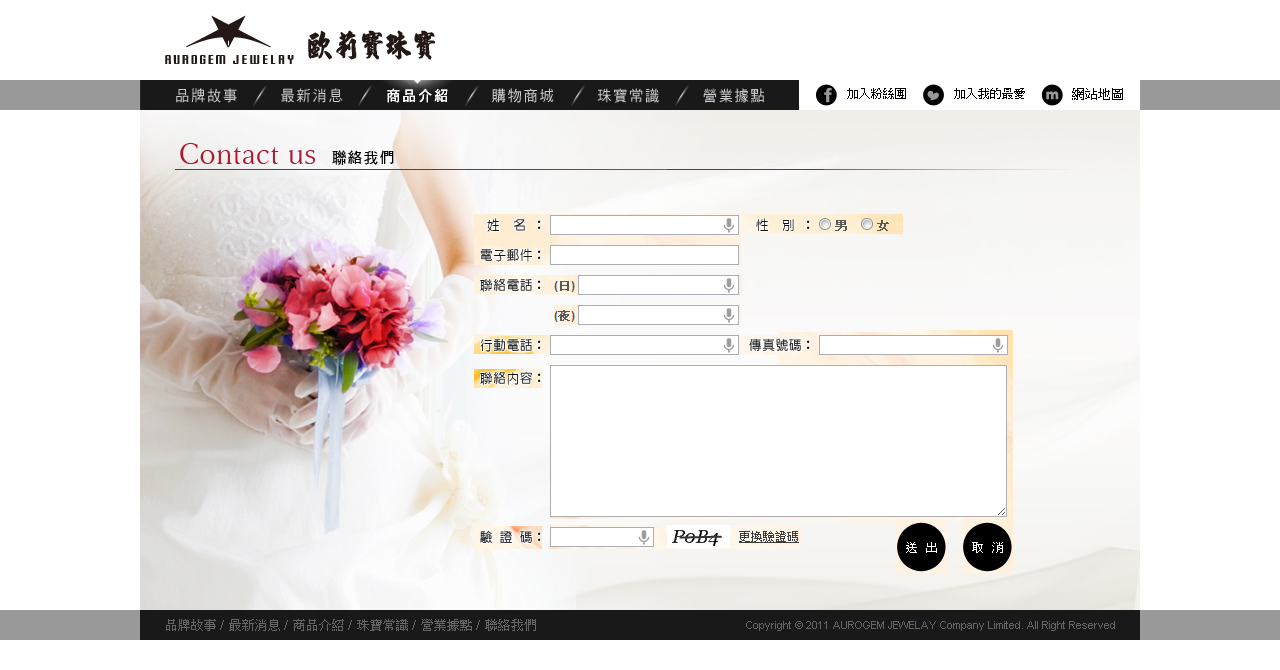 AUROGEM JEWELAY 歐莉寶珠寶
品牌故事 / 最新消息 / 商品介紹 / 購物商城 / 珠寶常識 / 營業據點 加入粉絲團 加入我的最愛 網站地圖
Contact us 聯絡我們
姓 名 : 性 別 : 男 女
電子郵件:
聯絡電話: (日)
(夜)
行動電話: 傳真號碼:
聯絡內容:
驗 證 碼: PoB4 更換驗證碼 送 出 取 消
品牌故事 / 最新消息 / 商品介紹 / 珠寶常識 / 營業據點 / 聯絡我們 Copyright © 2011 AUROGEM JEWELAY Company Limited. All Right Reserved